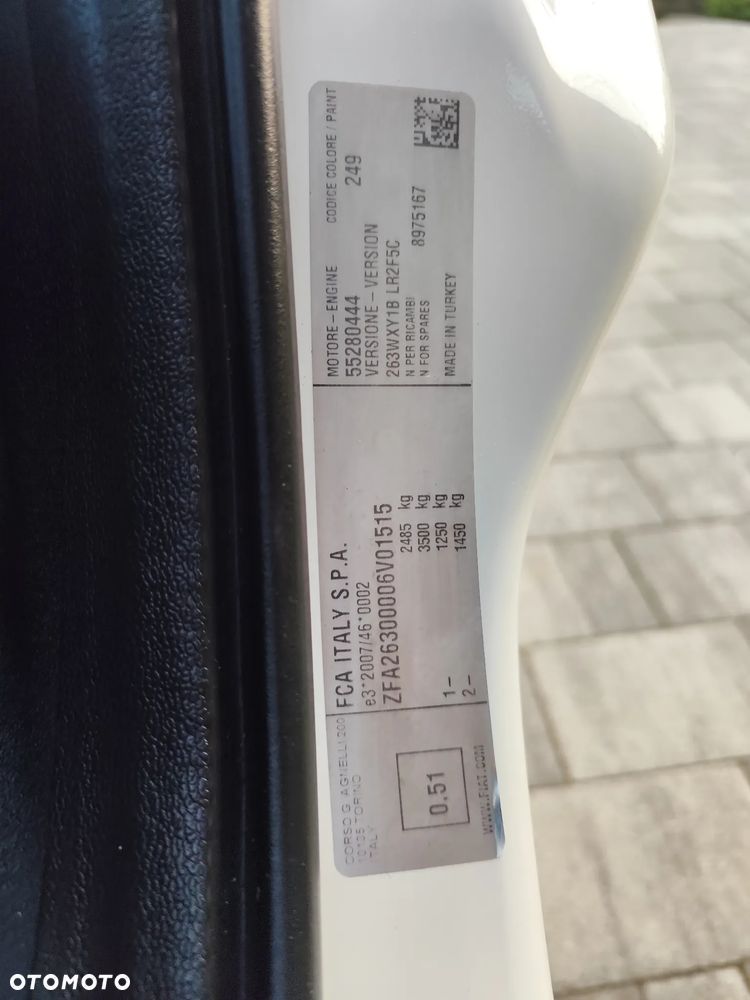 CORSO G. AGNELLI 200
10135 TORINO
ITALY
0.51
WWW.FIAT.COM
FCA ITALY S.P.A.
e3*2007/46*0002
ZFA26300006V01515
2485 kg
3500 kg
1- 1250 kg
2- 1450 kg
MOTORE - ENGINE CODICE COLORE / PAINT
55280444 249
VERSIONE - VERSION
263WXY1B LR2F5C
N PER RICAMBI
N FOR SPARES 8975167
MADE IN TURKEY
OTOMOTO